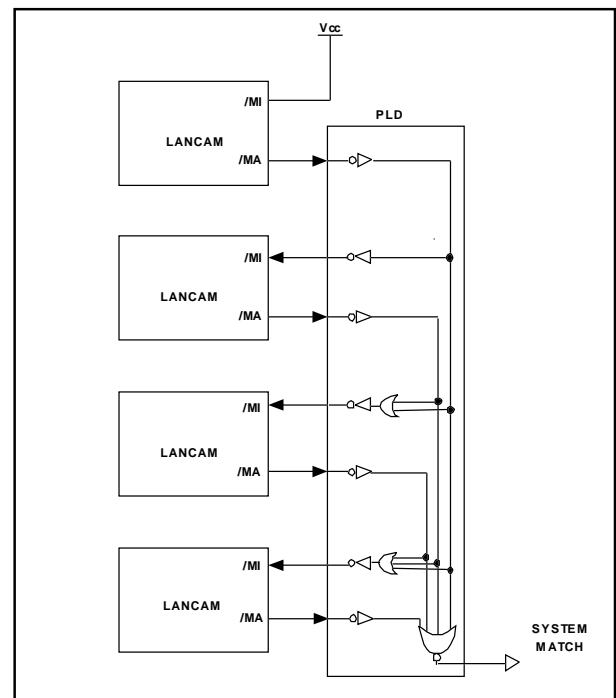 Vcc
/MI
PLD
LANCAM
/MA
/MI
LANCAM
/MA
/MI
LANCAM
/MA
/MI
LANCAM
/MA
SYSTEM
MATCH